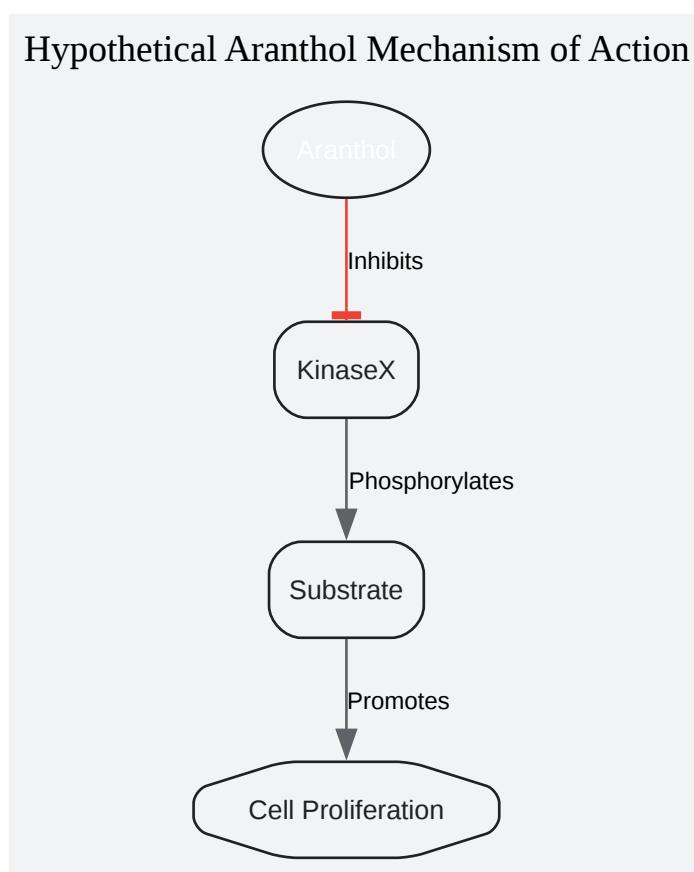 Hypothetical Aranthol Mechanism of Action
Aranthol
Inhibits
KinaseX
Phosphorylates
Substrate
Promotes
Cell Proliferation